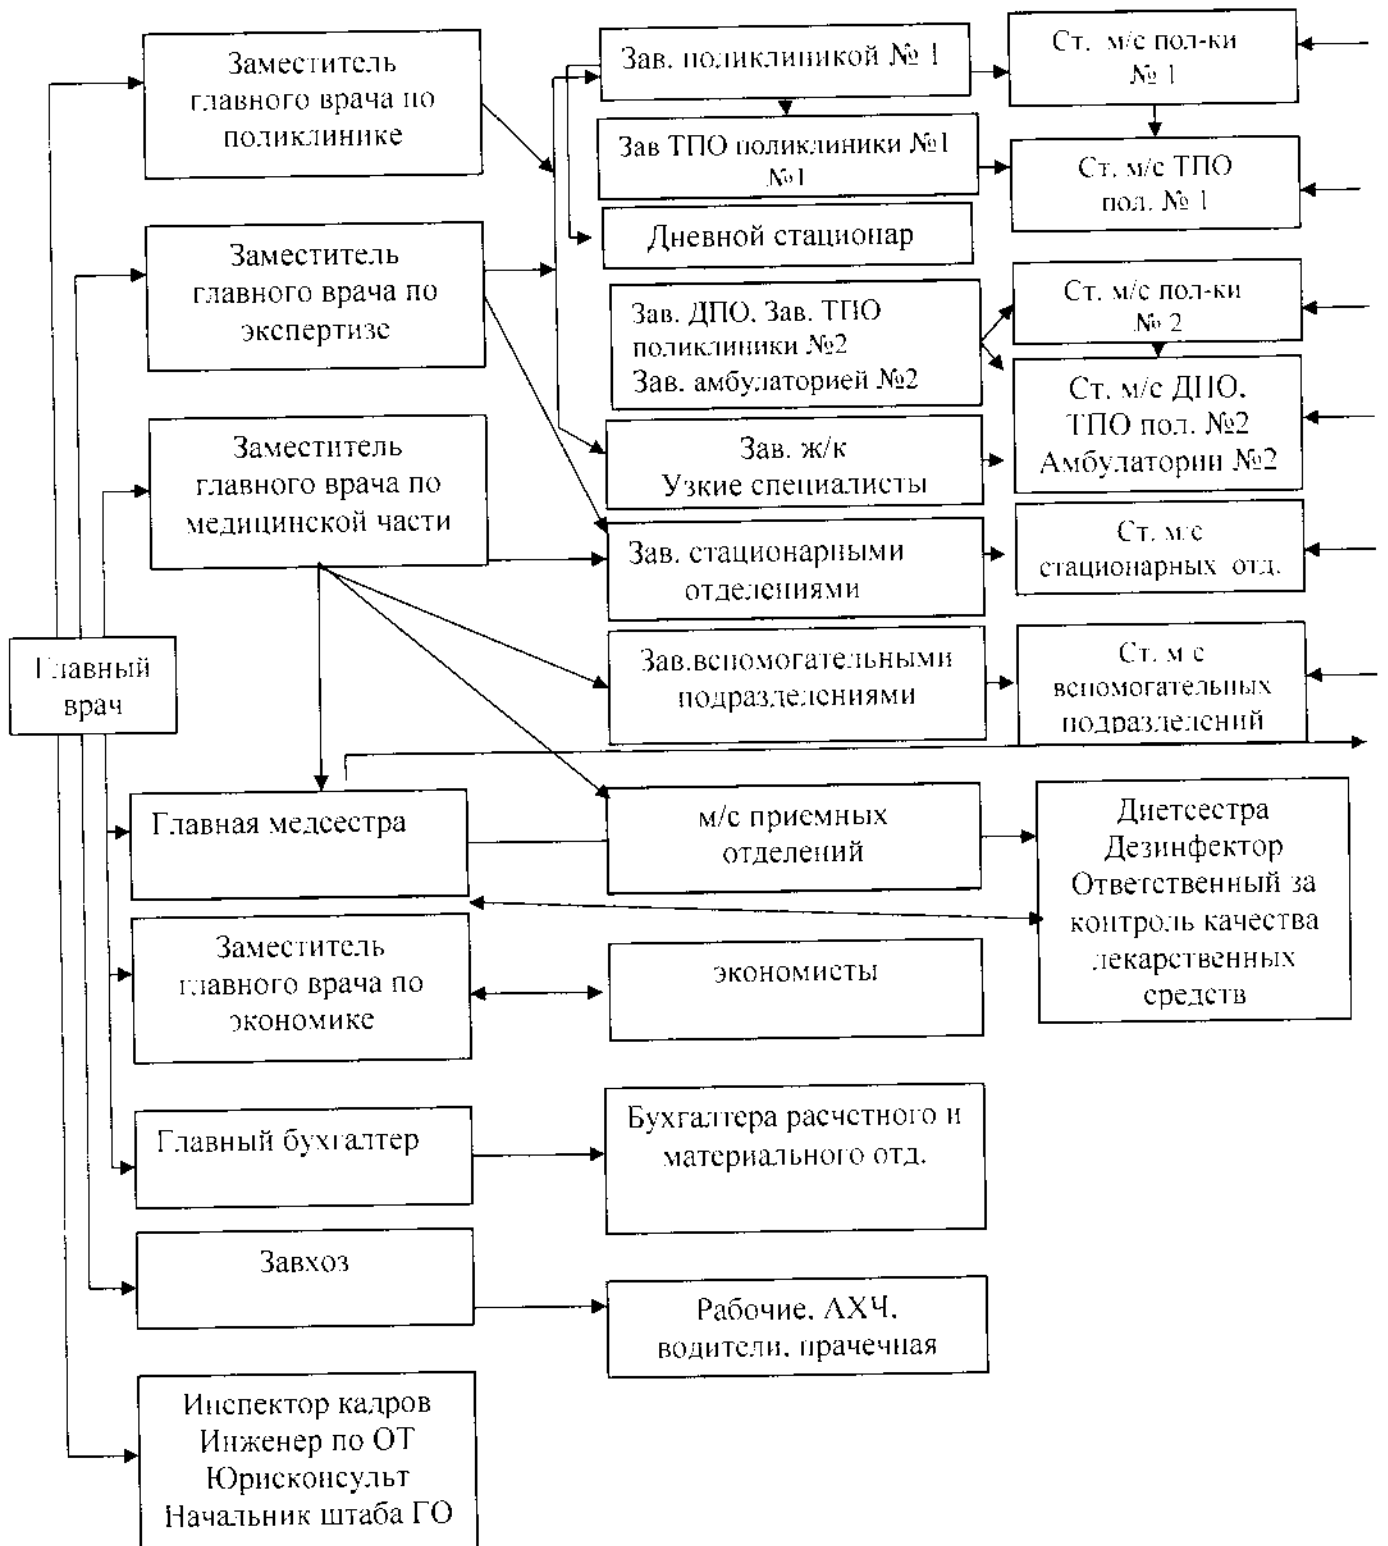 Заместитель
главного врача по
поликлинике
Зав. поликлиникой № 1
Ст. м/с пол-ки
№ 1
Зав ТПО поликлиники №1
№1
Ст. м/с ТПО
пол. № 1
Дневной стационар
Заместитель
главного врача по
экспертизе
Зав. ДПО. Зав. ТПО
поликлиники №2
Зав. амбулаторией №2
Ст. м/с пол-ки
№ 2
Ст. м/с ДПО.
ТПО пол. №2
Амбулатории №2
Заместитель
главного врача по
медицинской части
Зав. ж/к
Узкие специалисты
Зав. стационарными
отделениями
Ст. м/с
стационарных отд.
Главный
врач
Зав.вспомогательными
подразделениями
Ст. м с
вспомогательных
подразделений
Главная медсестра
м/с приемных
отделений
Диетсестра
Дезинфектор
Ответственный за
контроль качества
лекарственных
средств
Заместитель
главного врача по
экономике
экономисты
Главный бухгалтер
Бухгалтера расчетного и
материального отд.
Завхоз
Рабочие. АХЧ.
водители. прачечная
Инспектор кадров
Инженер по ОТ
Юрисконсульт
Начальник штаба ГО